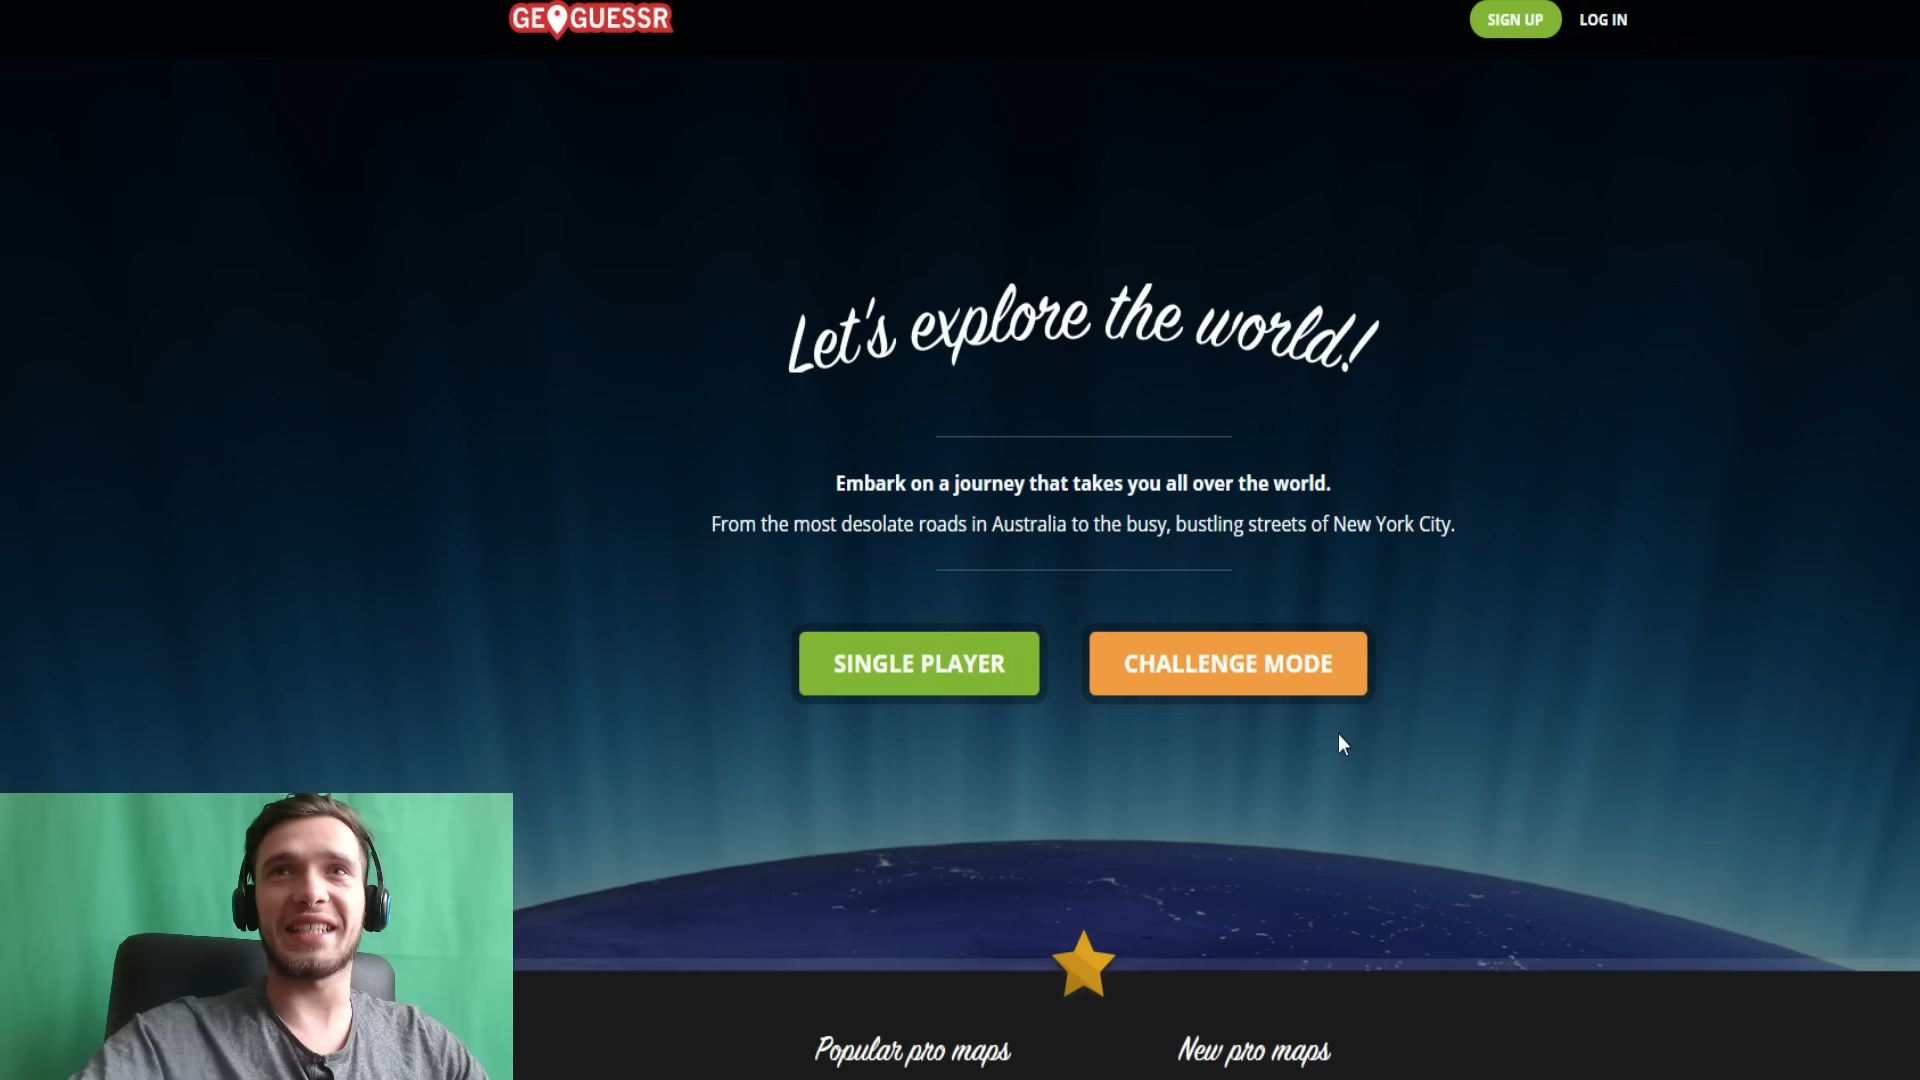 GEOGUESSR
SIGN UP
LOG IN
Let's explore the world!
Embark on a journey that takes you all over the world.
From the most desolate roads in Australia to the busy, bustling streets of New York City.
SINGLE PLAYER
CHALLENGE MODE
Popular pro maps
New pro maps